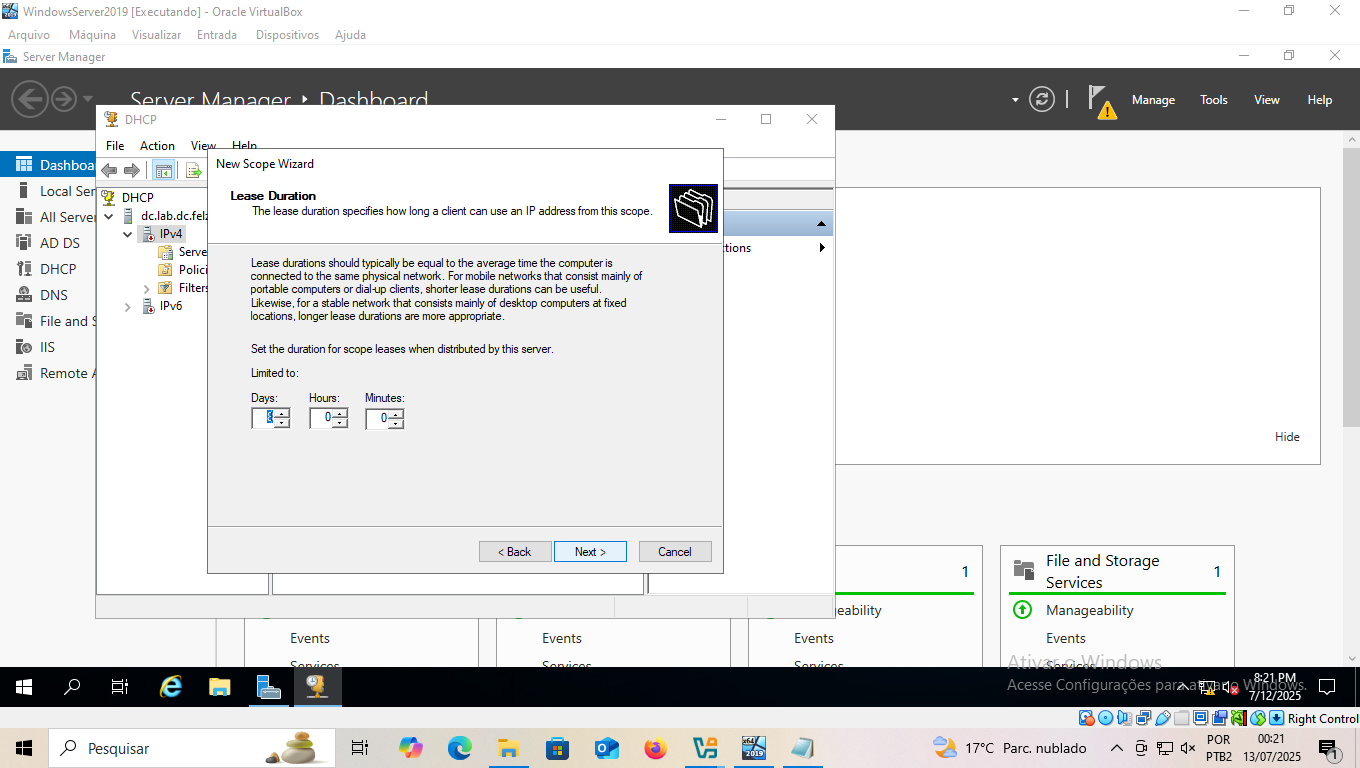 WindowsServer2019 [Executando] - Oracle VirtualBox
Arquivo Máquina Visualizar Entrada Dispositivos Ajuda
Server Manager
Server Manager Dashboard
Manage Tools View Help
DHCP
File Action View Help
New Scope Wizard
Lease Duration
The lease duration specifies how long a client can use an IP address from this scope.
Dashboa
Local Ser
All Server
AD DS
DHCP
DNS
File and S
IIS
Remote A
DHCP
dc.lab.dc.felz
IPv4
Serve
Polici
Filters
IPv6
ctions
Lease durations should typically be equal to the average time the computer is
connected to the same physical network. For mobile networks that consist mainly of
portable computers or dial-up clients, shorter lease durations can be useful.
Likewise, for a stable network that consists mainly of desktop computers at fixed
locations, longer lease durations are more appropriate.
Set the duration for scope leases when distributed by this server.
Limited to:
Days: Hours: Minutes:
0 0
< Back Next > Cancel
Hide
1
File and Storage
Services
1
eability
Manageability
Events
Events
Events
Events
Services
Services
Services
Services
Ativar o Windows
Acesse Configurações para ativar o Windows.
8:21 PM
7/12/2025
Right Control
Pesquisar
17°C Parc. nublado
POR
PTB2
00:21
13/07/2025
1